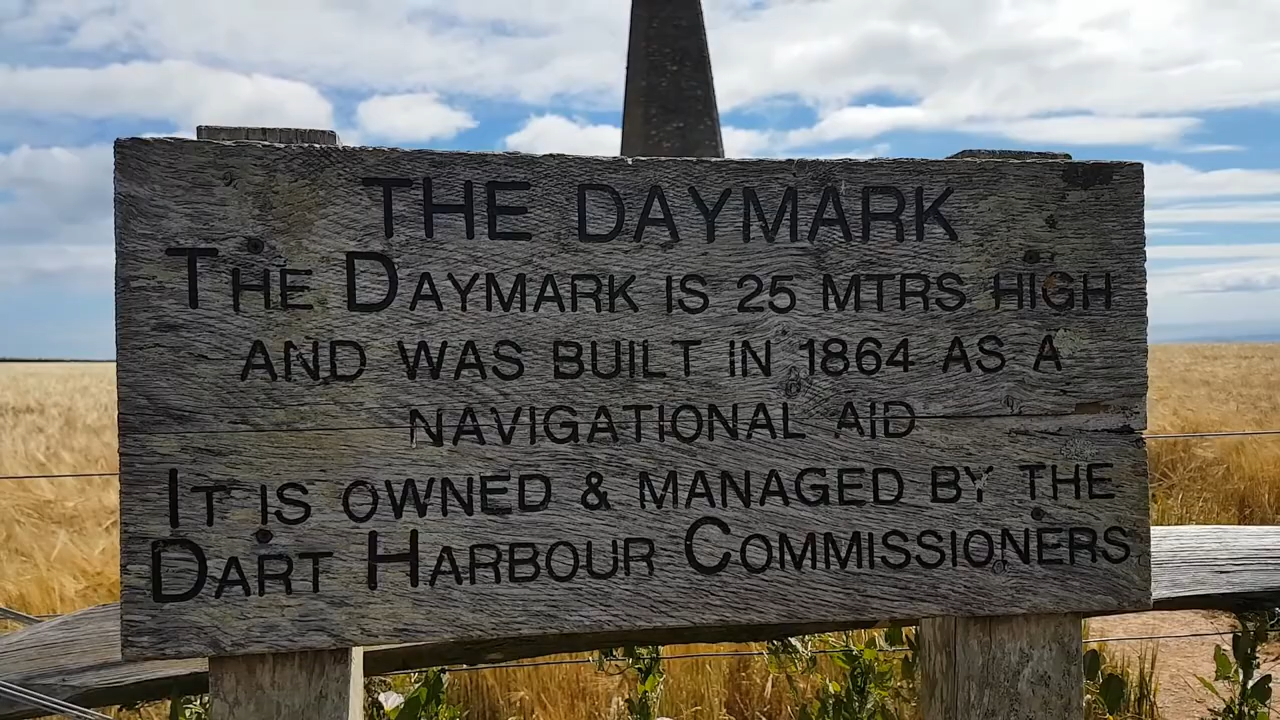 THE DAYMARK
THE DAYMARK IS 25 MTRS HIGH
AND WAS BUILT IN 1864 AS A
NAVIGATIONAL AID
IT IS OWNED & MANAGED BY THE
DART HARBOUR COMMISSIONERS